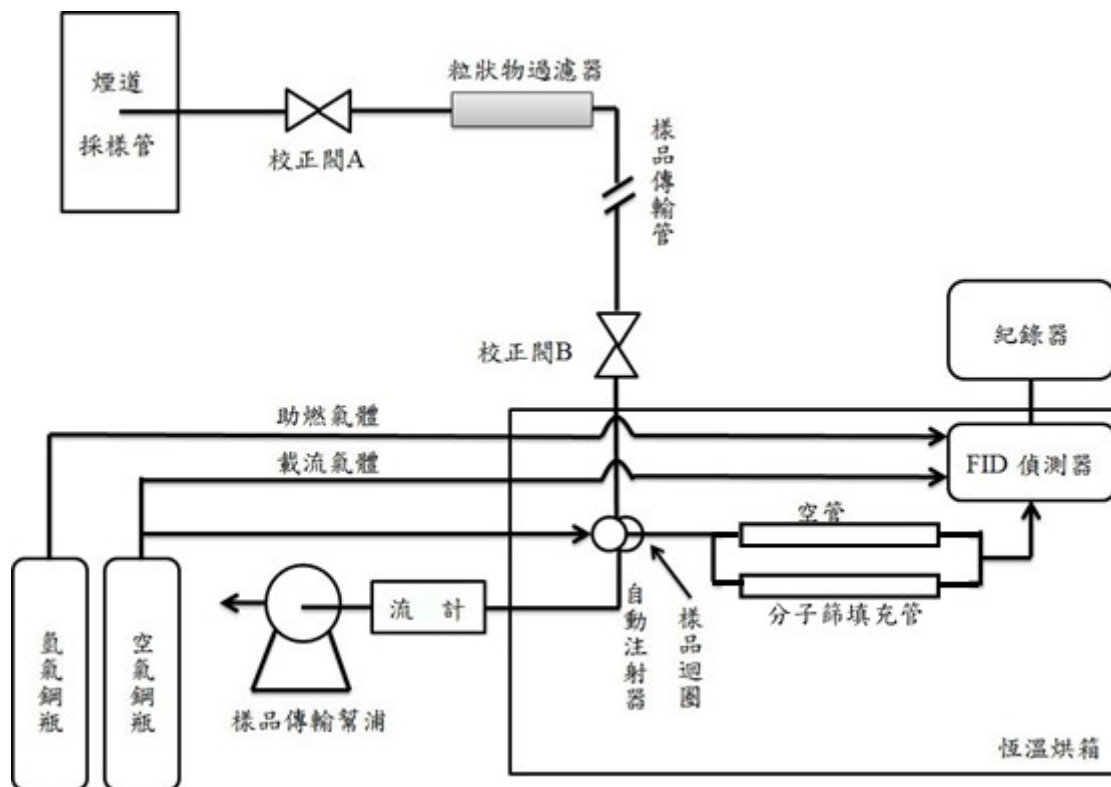 煙道
採樣管
校正閥A
粒狀物過濾器
樣品傳輸管
校正閥B
紀錄器
助燃氣體
載流氣體
FID 偵測器
空管
分子篩填充管
自動注射器
樣品迴圈
流計
樣品傳輸幫浦
氫氣鋼瓶
空氣鋼瓶
恆溫烘箱